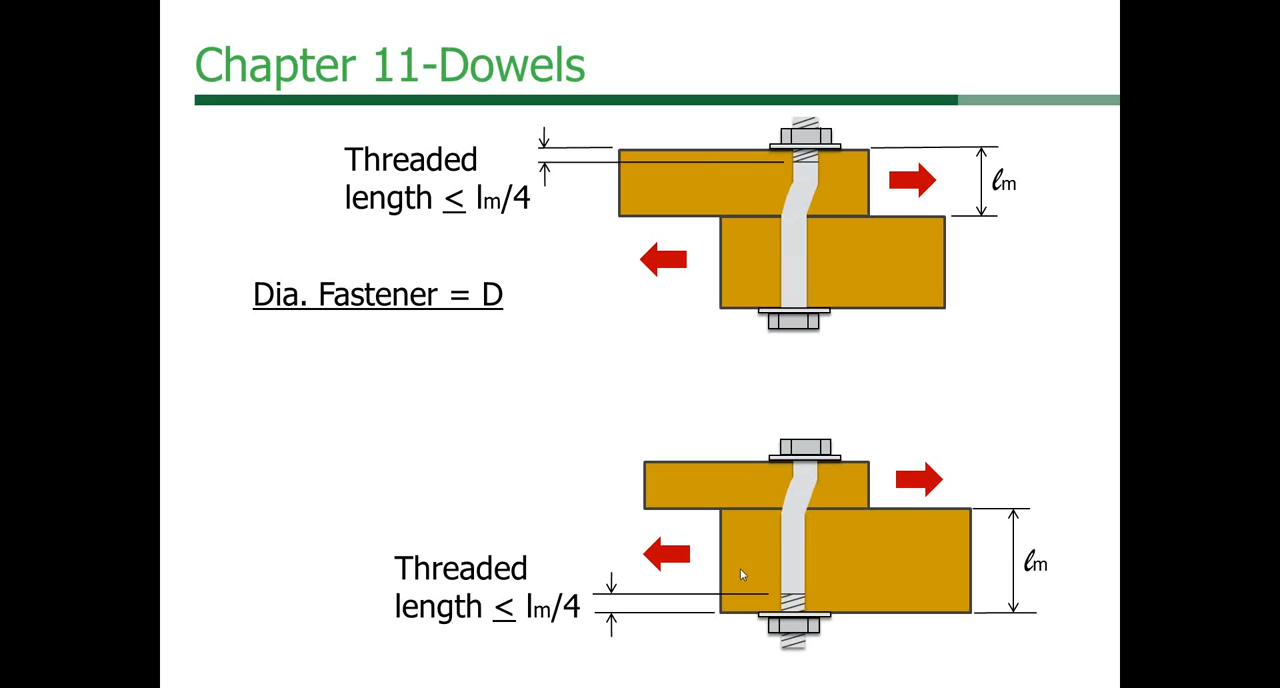 Chapter 11-Dowels
Threaded
length ≤ lm/4
ℓm
Dia. Fastener = D
Threaded
length ≤ lm/4
ℓm